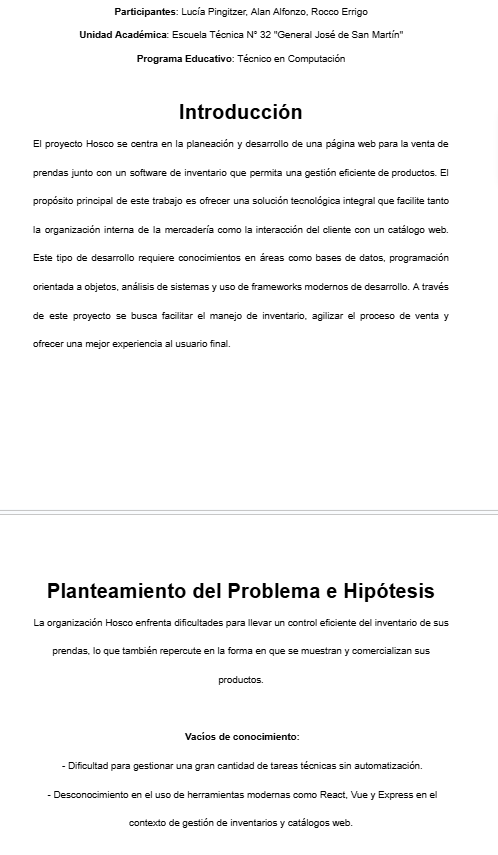 Participantes: Lucía Pingitzer, Alan Alfonzo, Rocco Errigo
Unidad Académica: Escuela Técnica N° 32 "General José de San Martín"
Programa Educativo: Técnico en Computación
Introducción
El proyecto Hosco se centra en la planeación y desarrollo de una página web para la venta de
prendas junto con un software de inventario que permita una gestión eficiente de productos. El
propósito principal de este trabajo es ofrecer una solución tecnológica integral que facilite tanto
la organización interna de la mercadería como la interacción del cliente con un catálogo web.
Este tipo de desarrollo requiere conocimientos en áreas como bases de datos, programación
orientada a objetos, análisis de sistemas y uso de frameworks modernos de desarrollo. A través
de este proyecto se busca facilitar el manejo de inventario, agilizar el proceso de venta y
ofrecer una mejor experiencia al usuario final.
Planteamiento del Problema e Hipótesis
La organización Hosco enfrenta dificultades para llevar un control eficiente del inventario de sus
prendas, lo que también repercute en la forma en que se muestran y comercializan sus
productos.
Vacíos de conocimiento:
- Dificultad para gestionar una gran cantidad de tareas técnicas sin automatización.
- Desconocimiento en el uso de herramientas modernas como React, Vue y Express en el
contexto de gestión de inventarios y catálogos web.